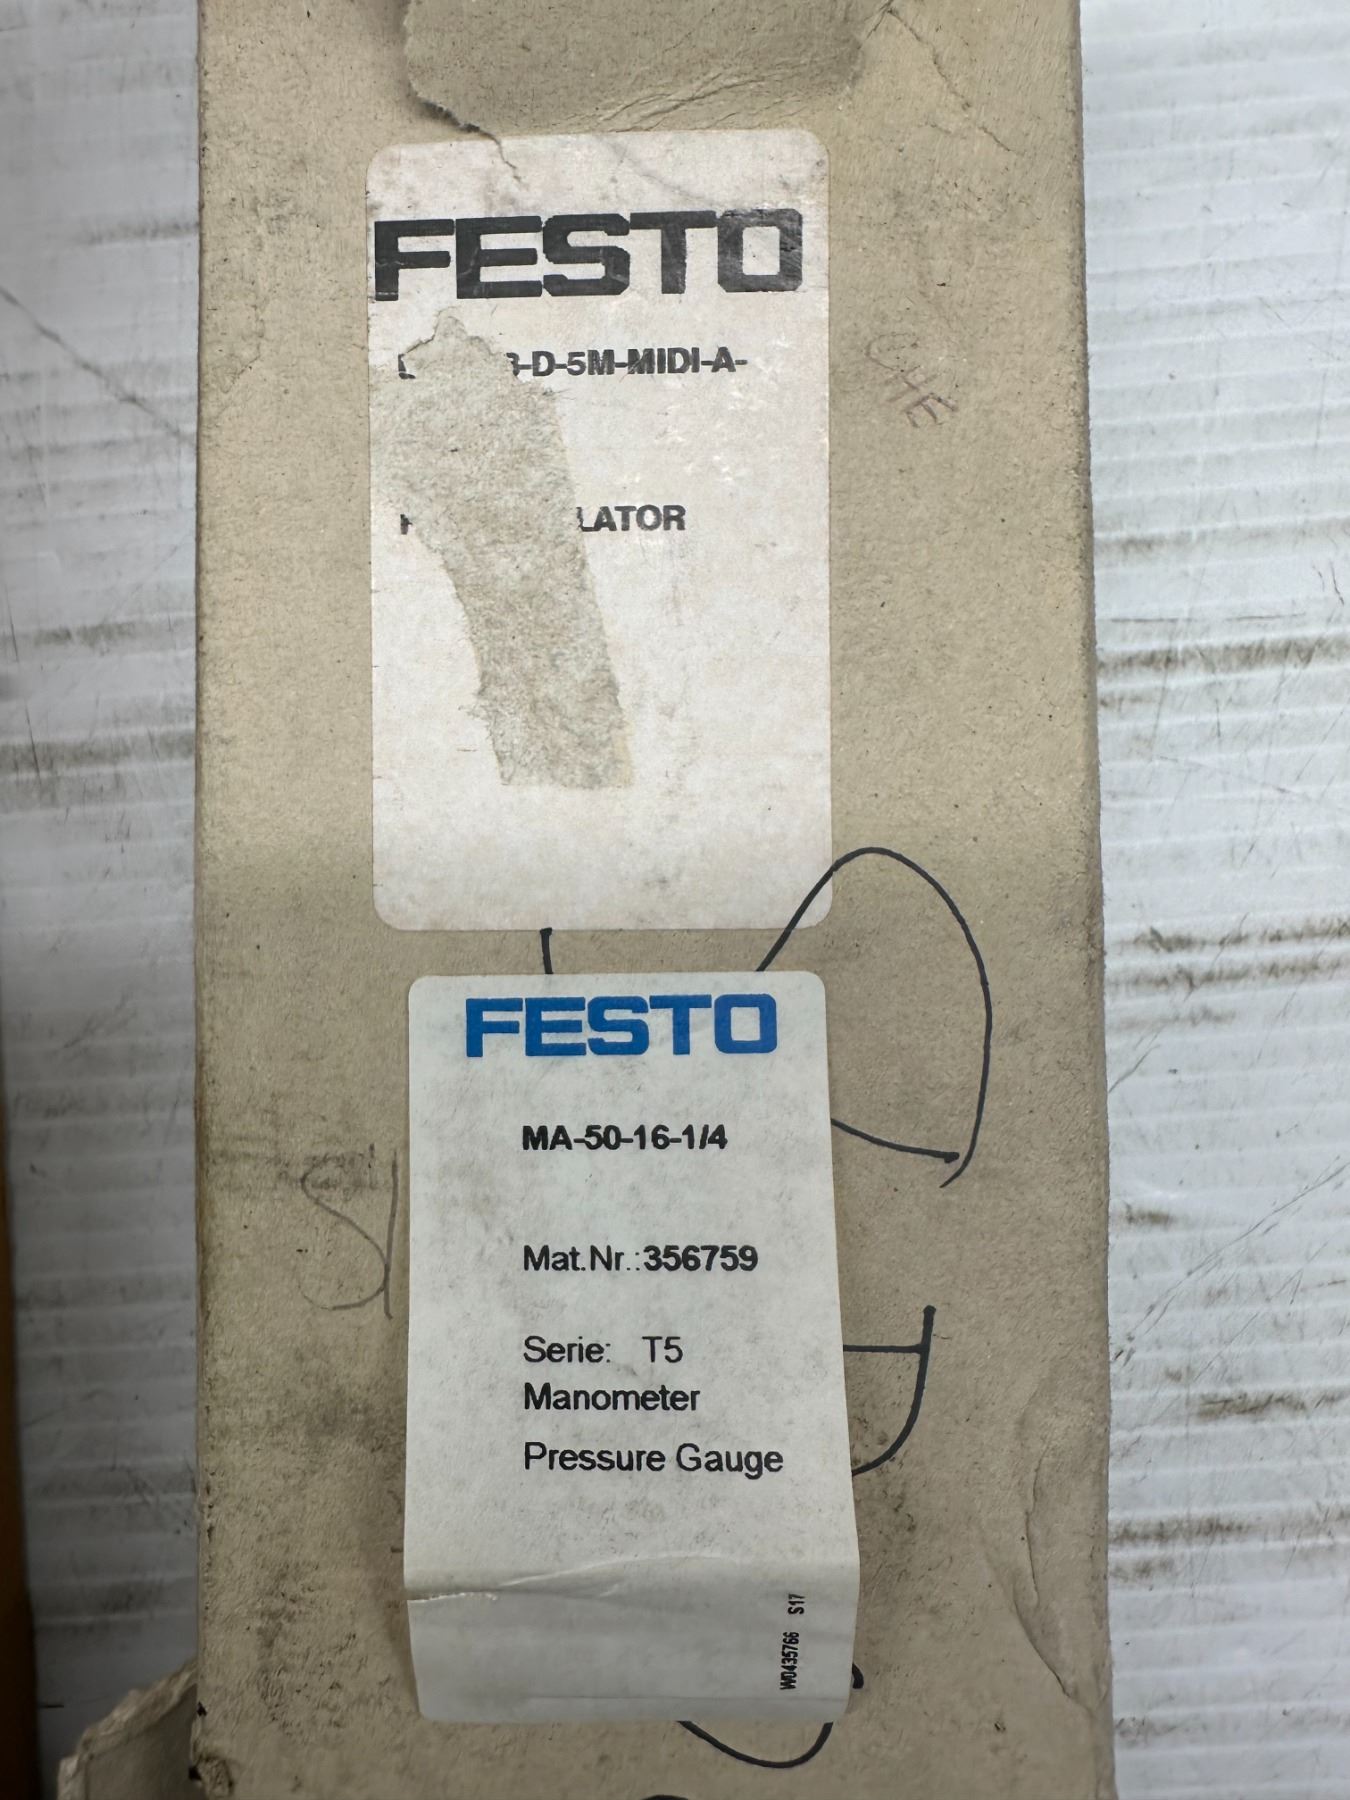 FESTO
-D-5M-MIDI-A-
LATOR
CHE
FESTO
MA-50-16-1/4
Mat.Nr.:356759
Serie: T5
Manometer
Pressure Gauge
W0435766 S17